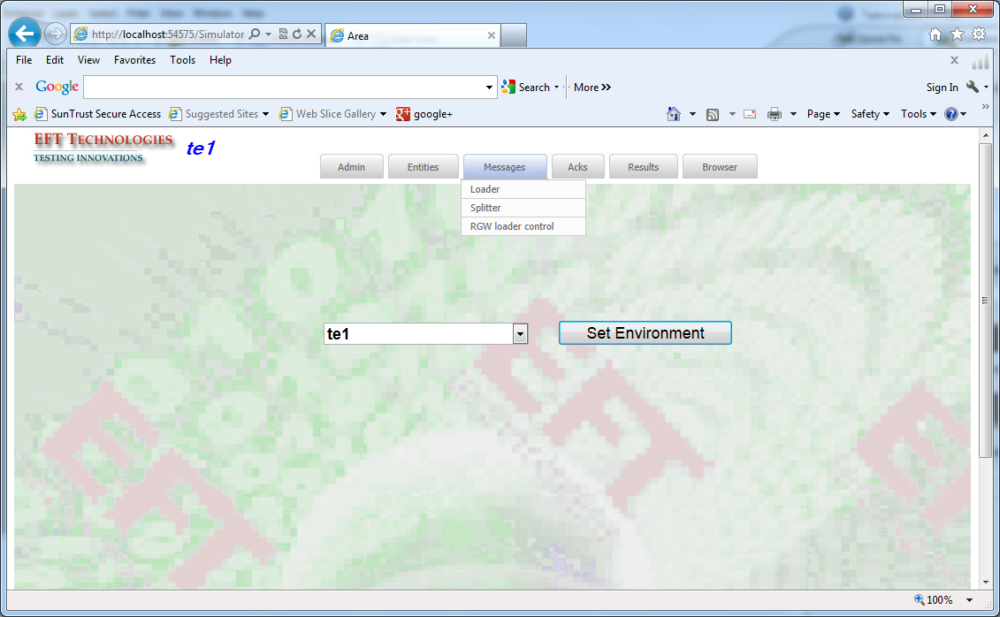 http://localhost:54575/Simulator
Area
File Edit View Favorites Tools Help
Google Search More Sign In
SunTrust Secure Access Suggested Sites Web Slice Gallery google+ Page Safety Tools
EFT TECHNOLOGIES
TESTING INNOVATIONS
te1
Admin Entities Messages Acks Results Browser
Loader
Splitter
RGW loader control
te1 Set Environment
EFT
EFT
E
100%